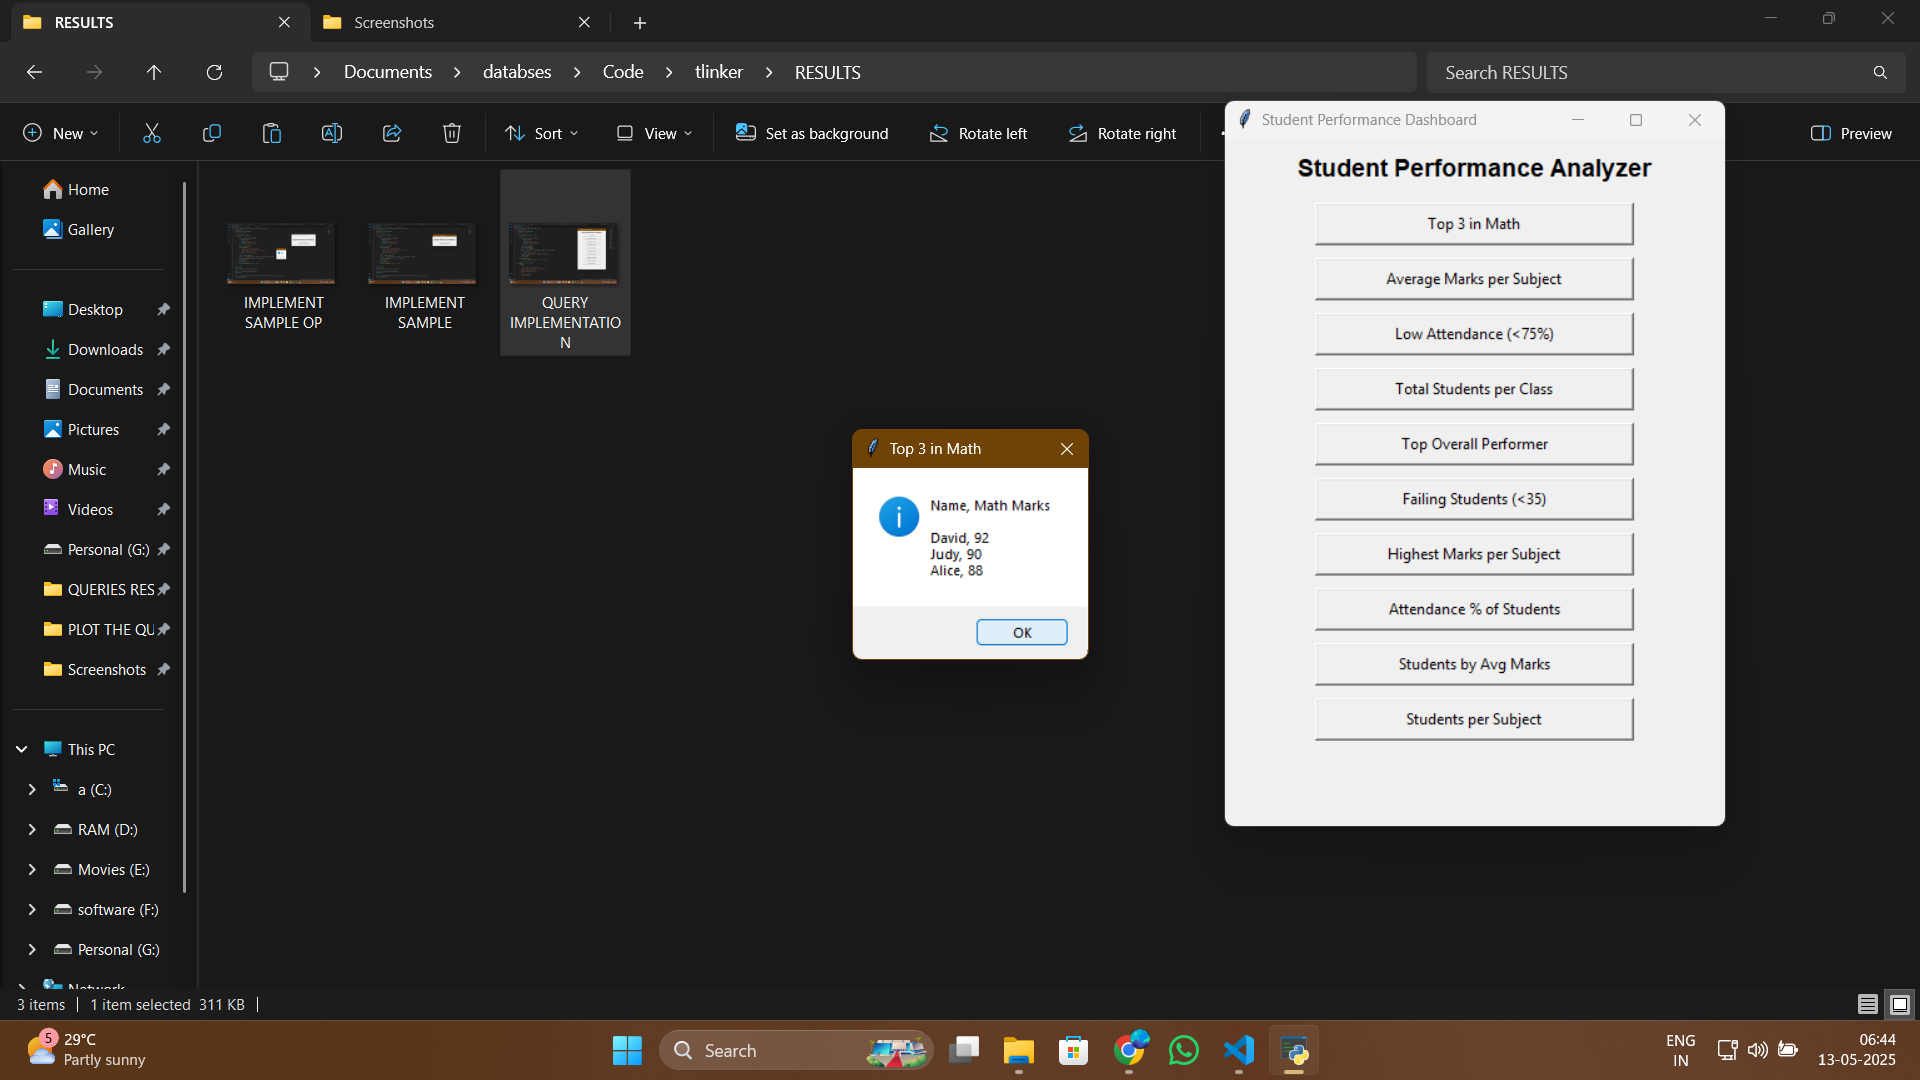 RESULTS
Screenshots
Documents
databses
Code
tlinker
RESULTS
Search RESULTS
New
Sort
View
Set as background
Rotate left
Rotate right
Preview
Home
Gallery
Desktop
Downloads
Documents
Pictures
Music
Videos
Personal (G:)
QUERIES RES
PLOT THE QU
Screenshots
This PC
a (C:)
RAM (D:)
Movies (E:)
software (F:)
Personal (G:)
Network
IMPLEMENT
SAMPLE OP
IMPLEMENT
SAMPLE
QUERY
IMPLEMENTATIO
N
Top 3 in Math
Name, Math Marks
David, 92
Judy, 90
Alice, 88
OK
Student Performance Dashboard
Student Performance Analyzer
Top 3 in Math
Average Marks per Subject
Low Attendance (<75%)
Total Students per Class
Top Overall Performer
Failing Students (<35)
Highest Marks per Subject
Attendance % of Students
Students by Avg Marks
Students per Subject
3 items
1 item selected 311 KB
5
29°C
Partly sunny
Search
ENG
IN
06:44
13-05-2025